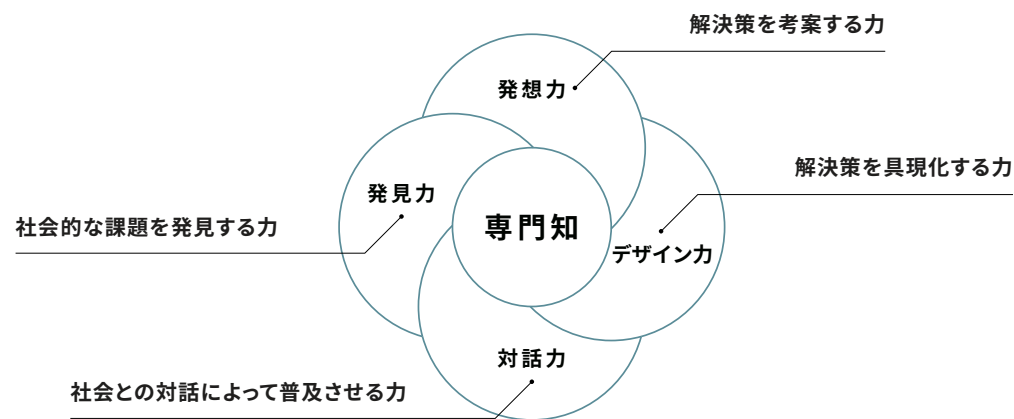 解決策を考案する力
発想力
解決策を具現化する力
発見力
社会的な課題を発見する力
専門知
デザイン力
対話力
社会との対話によって普及させる力